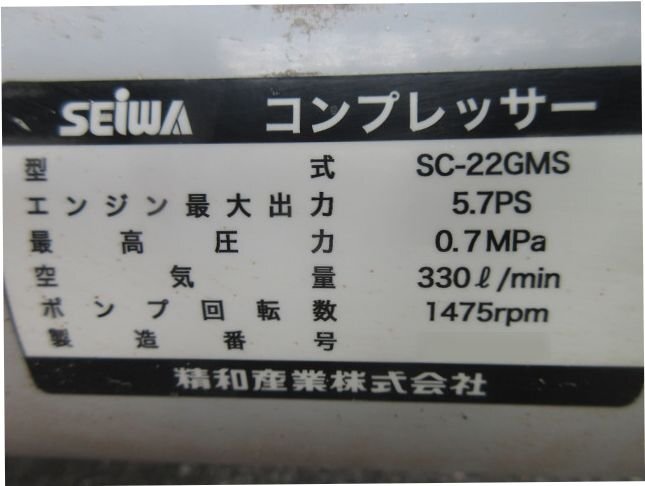 SEIWA コンプレッサー
型式 SC-22GMS
エンジン最大出力 5.7PS
最高圧力 0.7MPa
空気量 330ℓ/min
ポンプ回転数 1475rpm
製造番号
精和産業株式会社